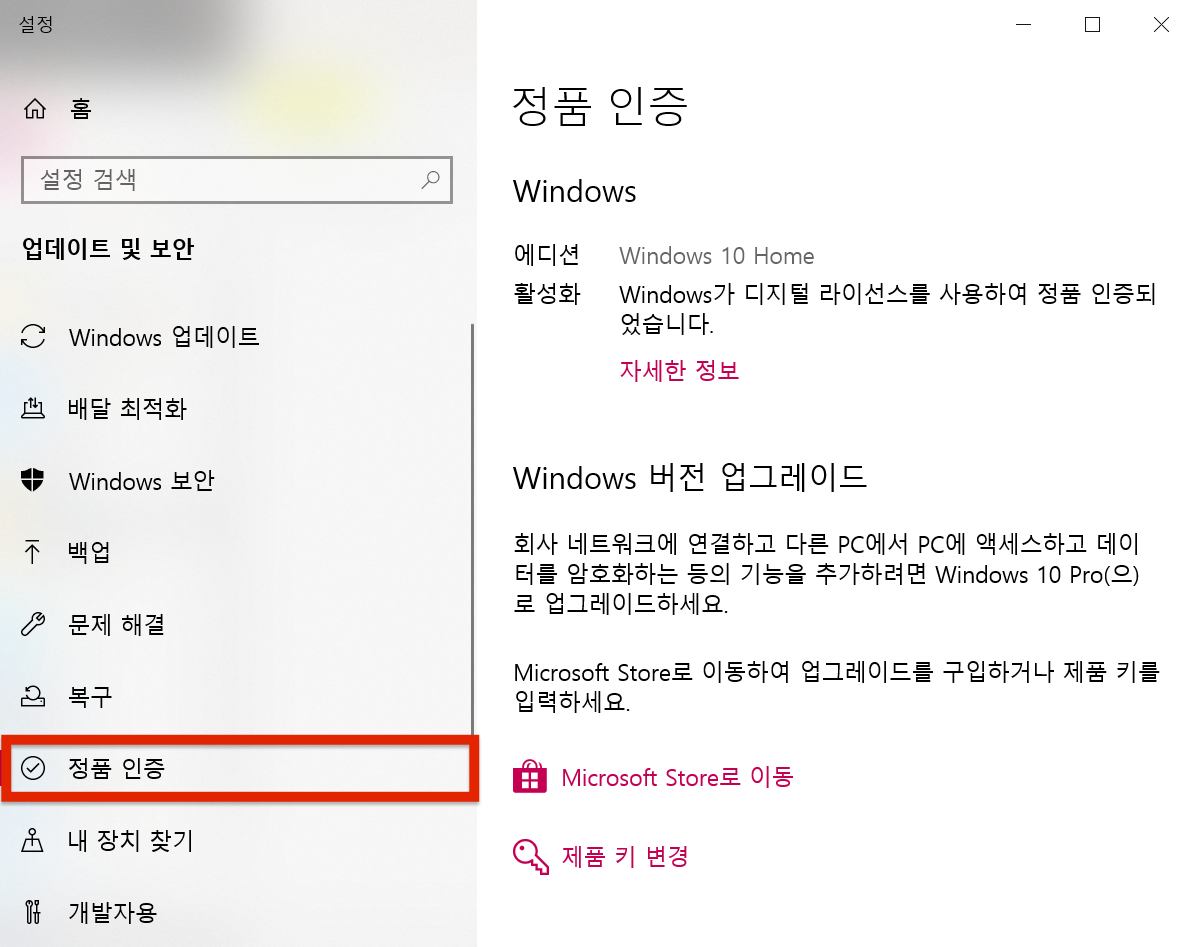 설정
홈
설정 검색
업데이트 및 보안
Windows 업데이트
배달 최적화
Windows 보안
백업
문제 해결
복구
정품 인증
내 장치 찾기
개발자용
정품 인증
Windows
에디션 Windows 10 Home
활성화 Windows가 디지털 라이선스를 사용하여 정품 인증되
었습니다.
자세한 정보
Windows 버전 업그레이드
회사 네트워크에 연결하고 다른 PC에서 PC에 액세스하고 데이
터를 암호화하는 등의 기능을 추가하려면 Windows 10 Pro(으)
로 업그레이드하세요.
Microsoft Store로 이동하여 업그레이드를 구입하거나 제품 키를
입력하세요.
Microsoft Store로 이동
제품 키 변경